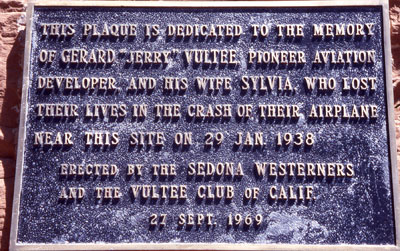 THIS PLAQUE IS DEDICATED TO THE MEMORY
OF GERARD "JERRY" VULTEE, PIONEER AVIATION
DEVELOPER, AND HIS WIFE SYLVIA, WHO LOST
THEIR LIVES IN THE CRASH OF THEIR AIRPLANE
NEAR THIS SITE ON 29 JAN. 1938
ERECTED BY THE SEDONA WESTERNERS
AND THE VULTEE CLUB OF CALIF.
27 SEPT. 1969